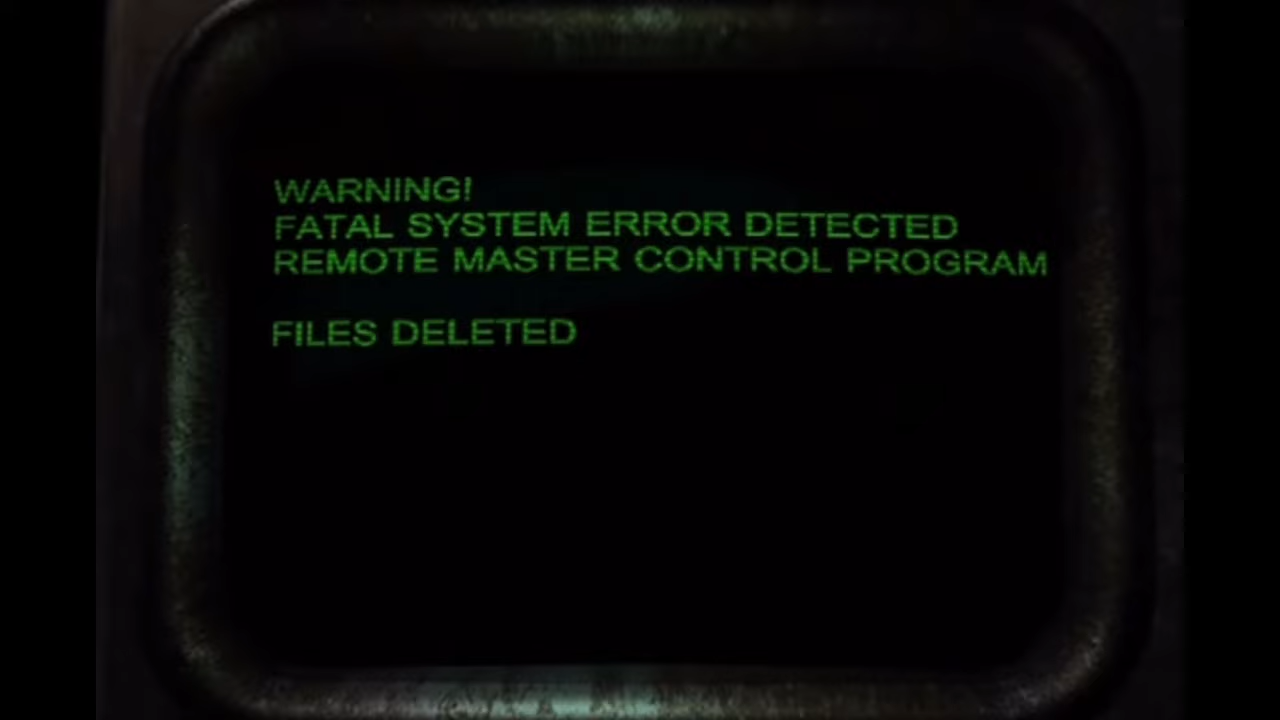 WARNING!
FATAL SYSTEM ERROR DETECTED
REMOTE MASTER CONTROL PROGRAM
FILES DELETED